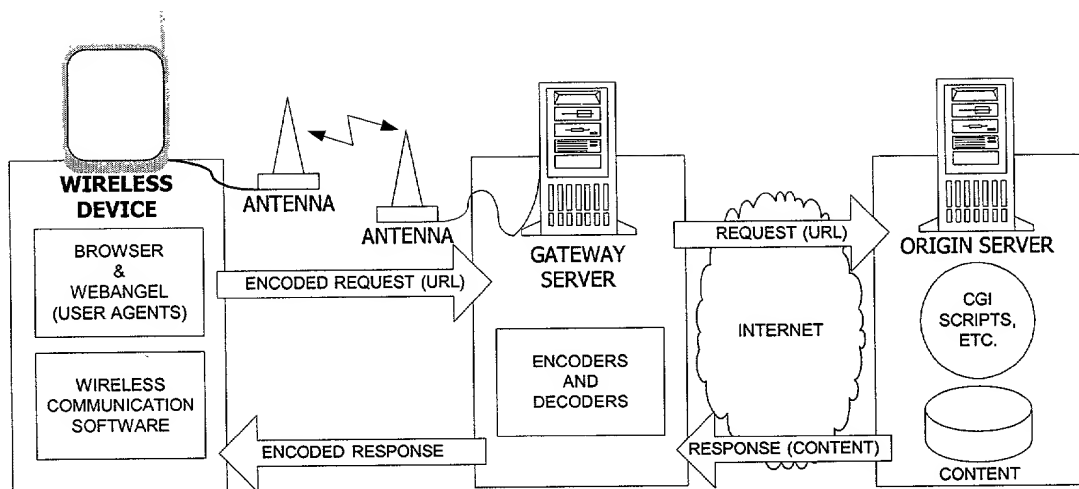 WIRELESS
DEVICE
BROWSER
&
WEBANGEL
(USER AGENTS)
WIRELESS
COMMUNICATION
SOFTWARE
ANTENNA
ANTENNA
ENCODED REQUEST (URL)
ENCODED RESPONSE
GATEWAY
SERVER
ENCODERS
AND
DECODERS
REQUEST (URL)
INTERNET
RESPONSE (CONTENT)
ORIGIN SERVER
CGI
SCRIPTS,
ETC.
CONTENT